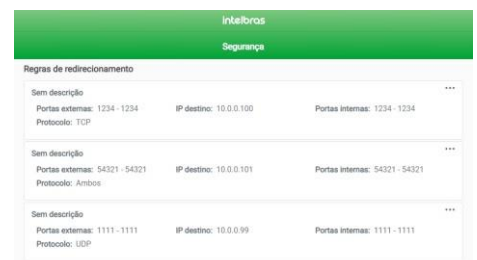 intelbras
Segurança
Regras de redirecionamento
Sem descrição
Portas externas: 1234 - 1234 IP destino: 10.0.0.100 Portas internas: 1234 - 1234
Protocolo: TCP
Sem descrição
Portas externas: 54321 - 54321 IP destino: 10.0.0.101 Portas internas: 54321 - 54321
Protocolo: Ambos
Sem descrição
Portas externas: 1111 - 1111 IP destino: 10.0.0.99 Portas internas: 1111 - 1111
Protocolo: UDP